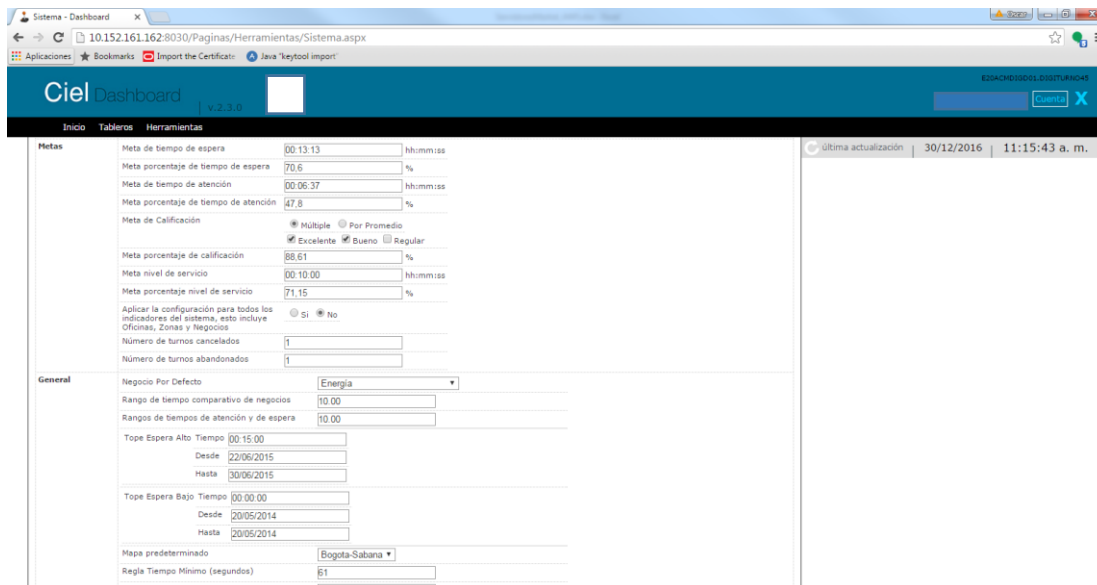 Sistema - Dashboard
10.152.161.162:8030/Paginas/Herramientas/Sistema.aspx
Aplicaciones Bookmarks Import the Certificate Java "keytool import"
Ciel Dashboard v.2.3.0
Cuenta X
Inicio Tableros Herramientas
última actualización | 30/12/2016 | 11:15:43 a. m.
Metas
Meta de tiempo de espera 00:13:13 hh:mm:ss
Meta porcentaje de tiempo de espera 70,6 %
Meta de tiempo de atención 00:06:37 hh:mm:ss
Meta porcentaje de tiempo de atención 47,8 %
Meta de Calificación Múltiple Por Promedio
Excelente Bueno Regular
Meta porcentaje de calificación 88,61 %
Meta nivel de servicio 00:10:00 hh:mm:ss
Meta porcentaje nivel de servicio 71,15 %
Aplicar la configuración para todos los
indicadores del sistema, esto incluye Si No
Oficinas, Zonas y Negocios
Número de turnos cancelados 1
Número de turnos abandonados 1
General
Negocio Por Defecto Energía
Rango de tiempo comparativo de negocios 10.00
Rangos de tiempos de atención y de espera 10.00
Tope Espera Alto Tiempo 00:15:00
Desde 22/06/2015
Hasta 30/06/2015
Tope Espera Bajo Tiempo 00:00:00
Desde 20/05/2014
Hasta 20/05/2014
Mapa predeterminado Bogota-Sabana
Regla Tiempo Mínimo (segundos) 61